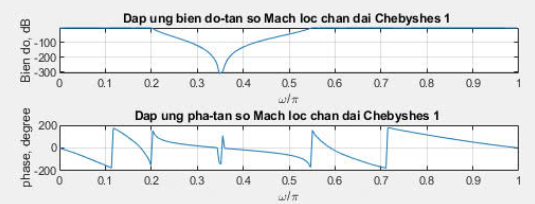 Dap ung bien do-tan so Mach loc chan dai Chebyshes 1
Bien do, dB
-100
-200
-300
0 0.1 0.2 0.3 0.4 0.5 0.6 0.7 0.8 0.9 1
ω/π
Dap ung pha-tan so Mach loc chan dai Chebyshes 1
phase, degree
200
0
-200
0 0.1 0.2 0.3 0.4 0.5 0.6 0.7 0.8 0.9 1
ω/π